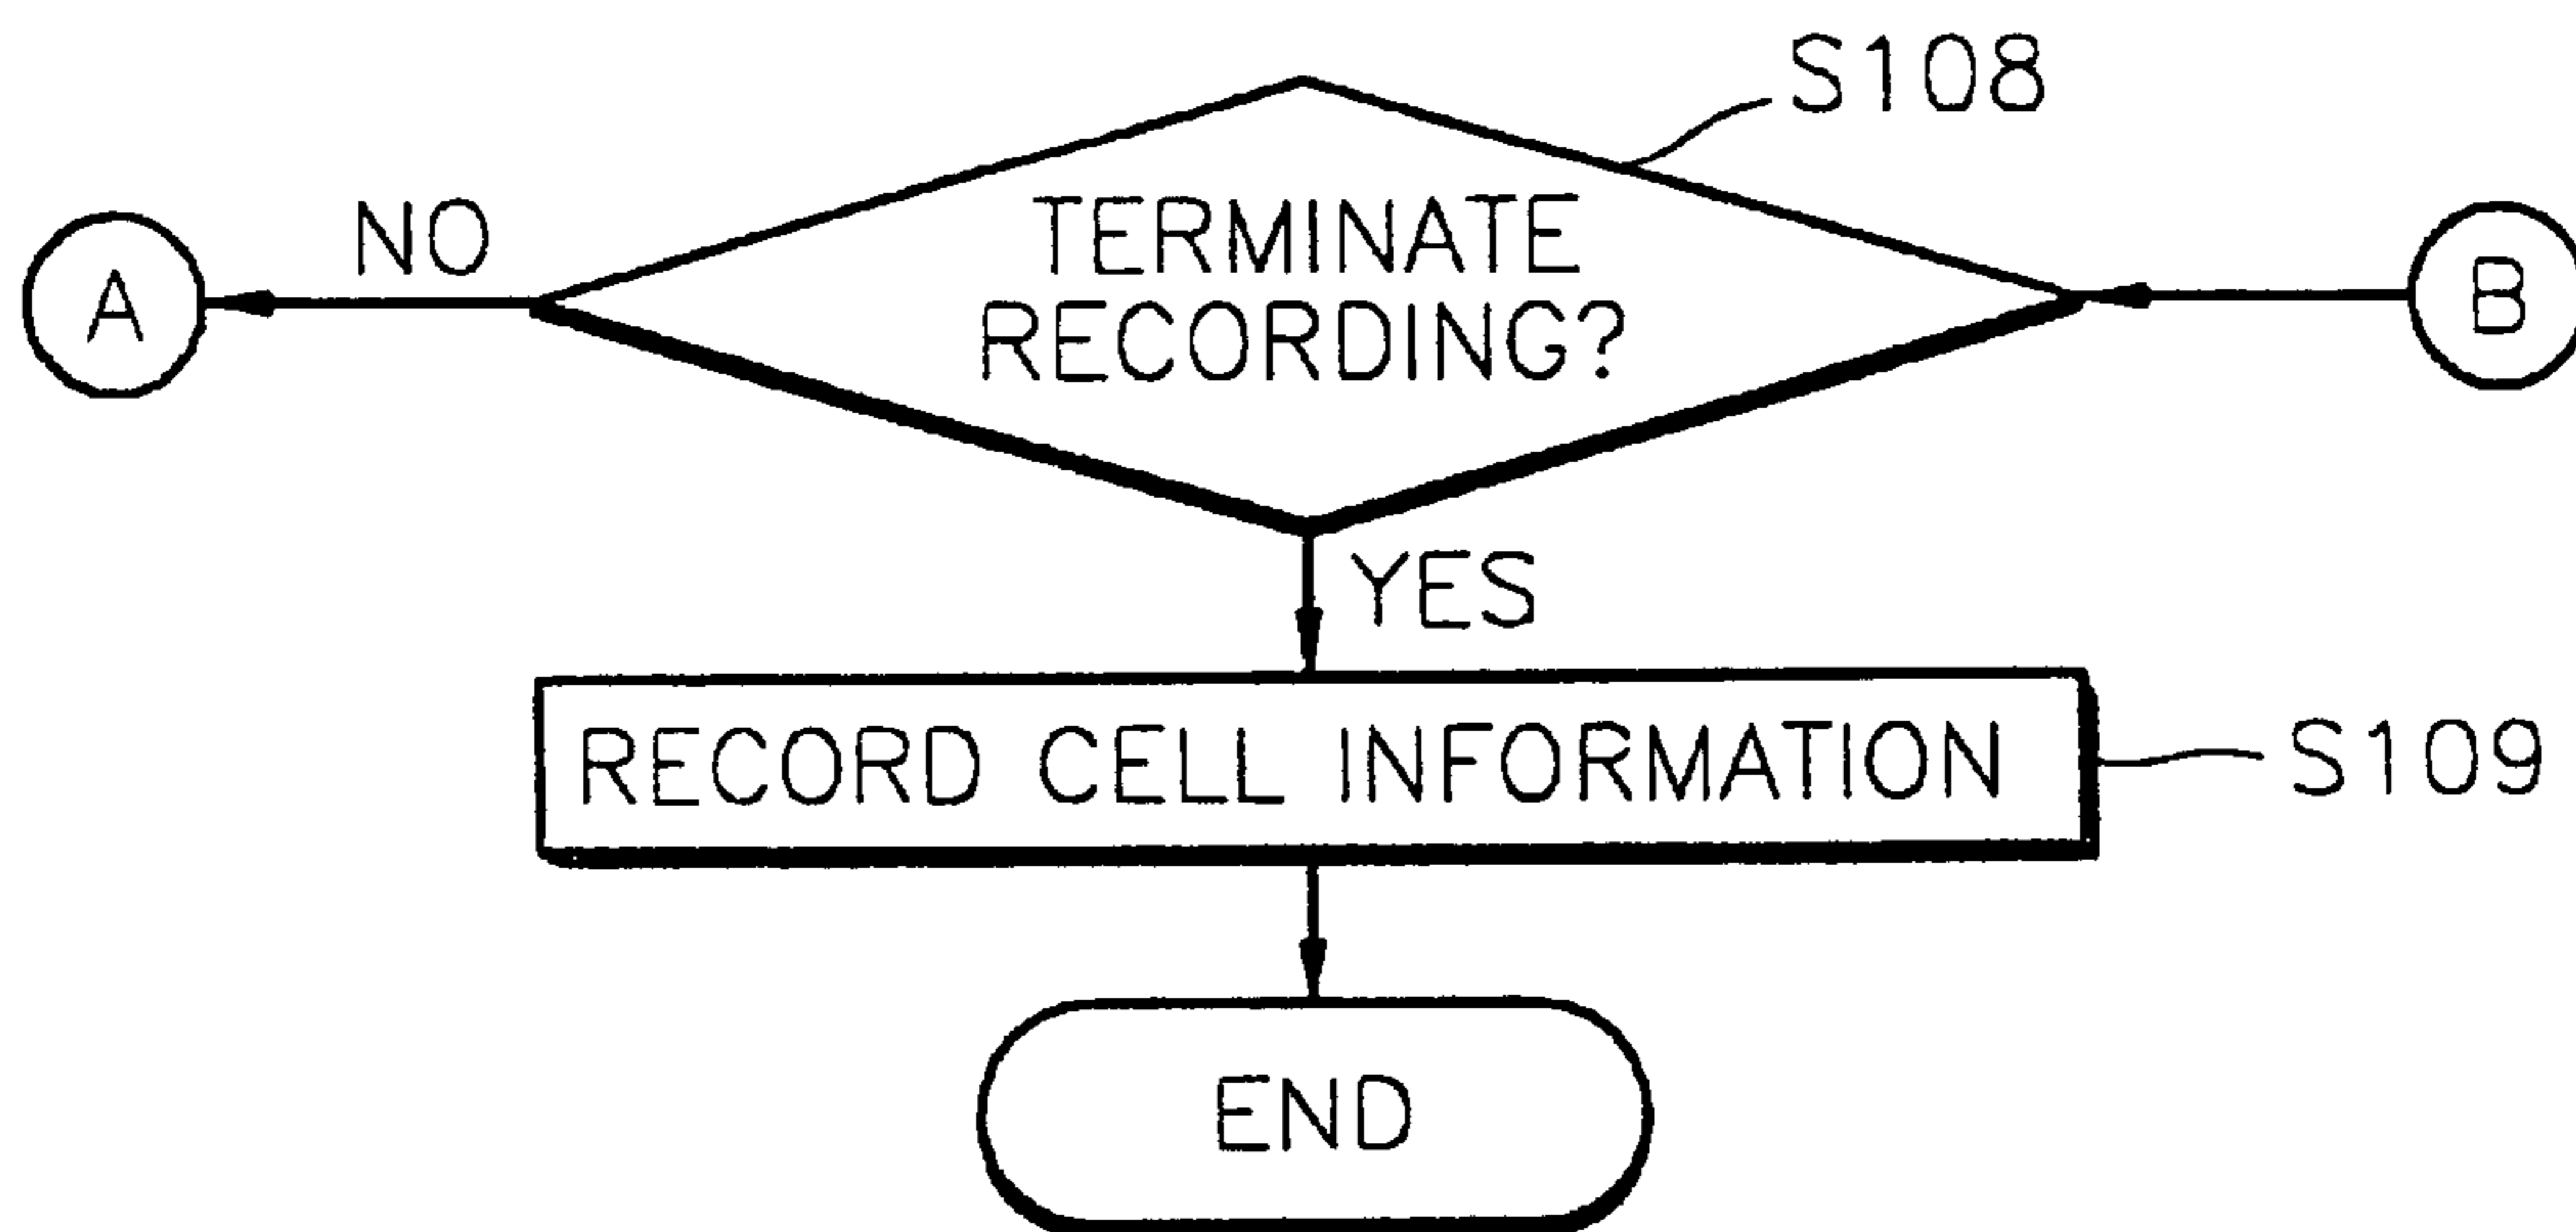 S108
NO
TERMINATE
RECORDING?
A
B
YES
RECORD CELL INFORMATION
S109
END